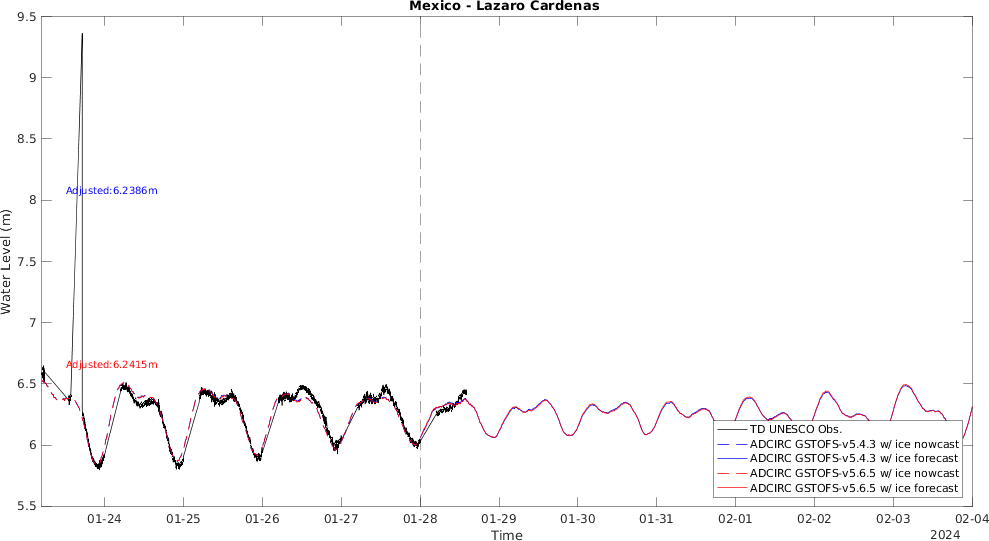 Mexico - Lazaro Cardenas
9.5
9
8.5
8
7.5
7
6.5
6
5.5
Water Level (m)
Adjusted:6.2386m
Adjusted:6.2415m
TD UNESCO Obs.
ADCIRC GSTOFS-v5.4.3 w/ ice nowcast
ADCIRC GSTOFS-v5.4.3 w/ ice forecast
ADCIRC GSTOFS-v5.6.5 w/ ice nowcast
ADCIRC GSTOFS-v5.6.5 w/ ice forecast
01-24 01-25 01-26 01-27 01-28 01-29 01-30 01-31 02-01 02-02 02-03 02-04
Time
2024